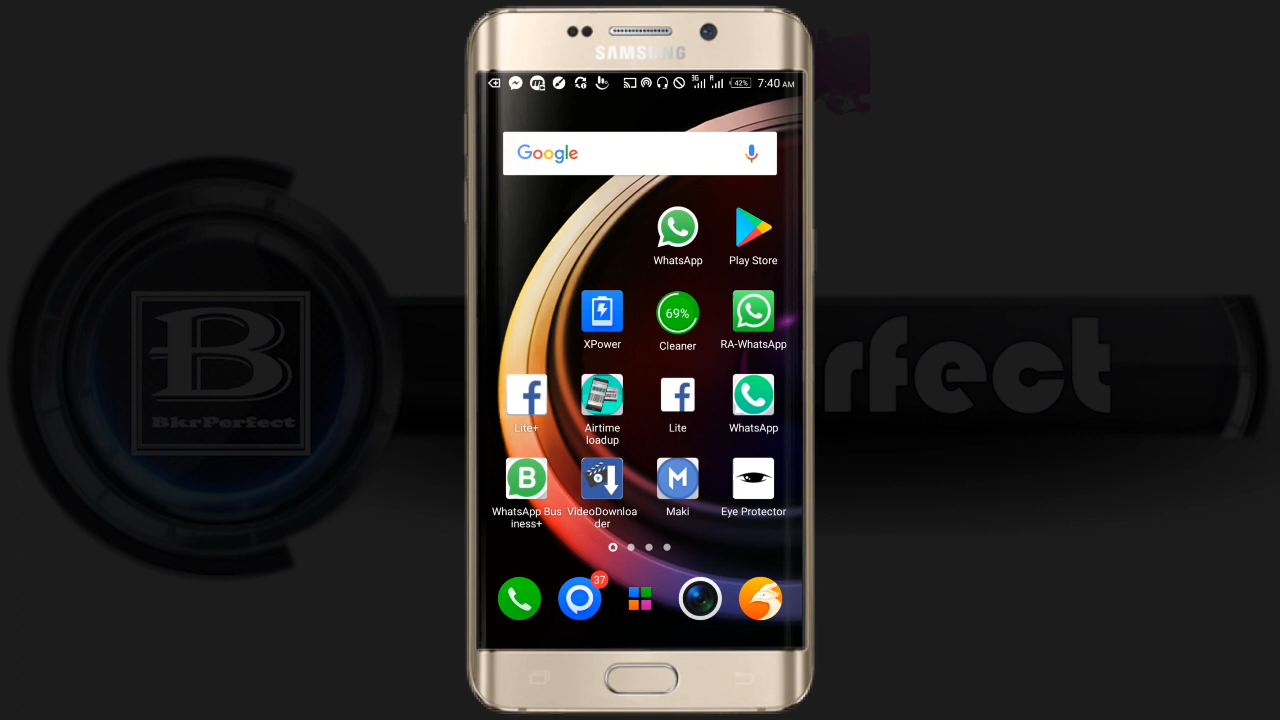 SAMSUNG
3G
R
42%
7:40 AM
Google
WhatsApp
Play Store
69%
XPower
Cleaner
RA-WhatsApp
Lite+
Airtime
loadup
Lite
WhatsApp
B
M
WhatsApp Bus
iness+
VideoDownloa
der
Maki
Eye Protector
37
B
BkrPerfect
rfect